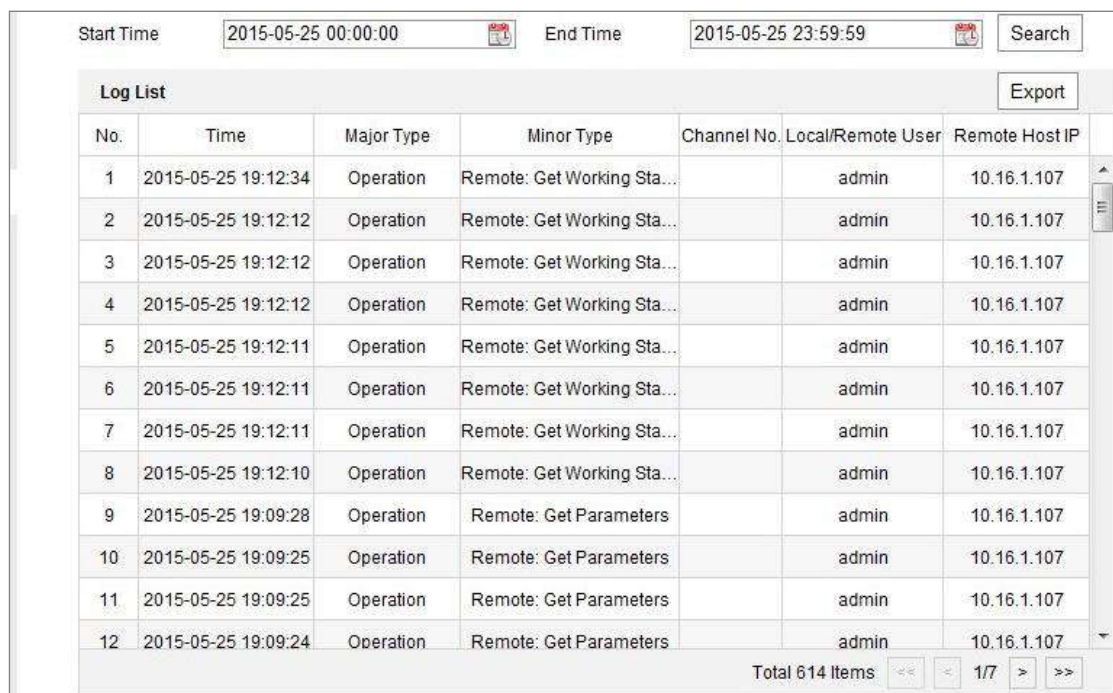 Start Time 2015-05-25 00:00:00 End Time 2015-05-25 23:59:59 Search
Log List Export
No. Time Major Type Minor Type Channel No. Local/Remote User Remote Host IP
1 2015-05-25 19:12:34 Operation Remote: Get Working Sta... admin 10.16.1.107
2 2015-05-25 19:12:12 Operation Remote: Get Working Sta... admin 10.16.1.107
3 2015-05-25 19:12:12 Operation Remote: Get Working Sta... admin 10.16.1.107
4 2015-05-25 19:12:12 Operation Remote: Get Working Sta... admin 10.16.1.107
5 2015-05-25 19:12:11 Operation Remote: Get Working Sta... admin 10.16.1.107
6 2015-05-25 19:12:11 Operation Remote: Get Working Sta... admin 10.16.1.107
7 2015-05-25 19:12:11 Operation Remote: Get Working Sta... admin 10.16.1.107
8 2015-05-25 19:12:10 Operation Remote: Get Working Sta... admin 10.16.1.107
9 2015-05-25 19:09:28 Operation Remote: Get Parameters admin 10.16.1.107
10 2015-05-25 19:09:25 Operation Remote: Get Parameters admin 10.16.1.107
11 2015-05-25 19:09:25 Operation Remote: Get Parameters admin 10.16.1.107
12 2015-05-25 19:09:24 Operation Remote: Get Parameters admin 10.16.1.107
Total 614 Items << < 1/7 > >>